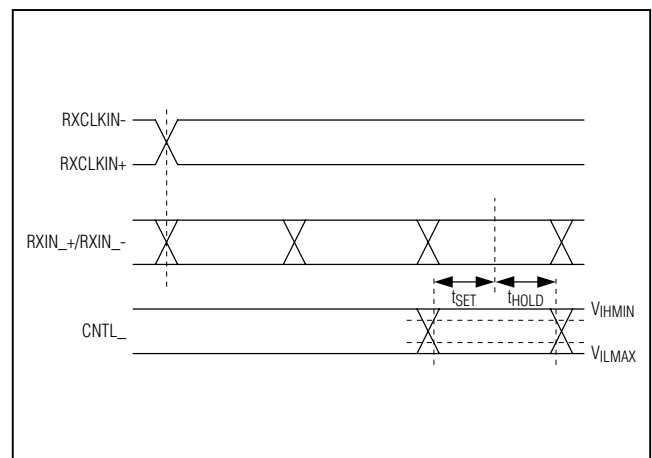 RXCLKIN-
RXCLKIN+
RXIN_+/RXIN_-
tSET
tHOLD
VIHMIN
CNTL_
VILMAX